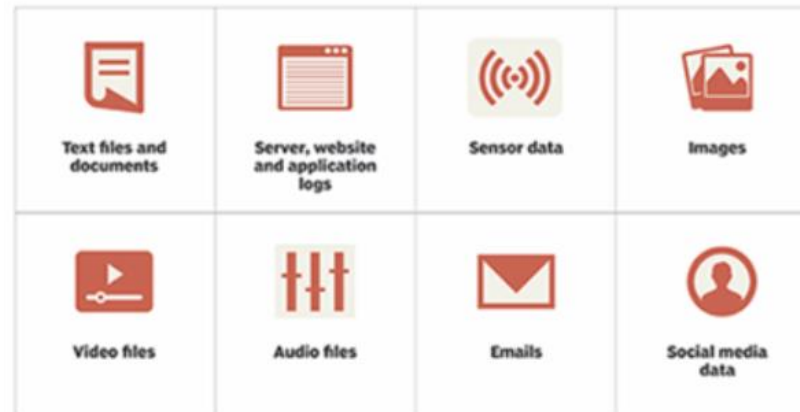 Text files and
documents
Server, website
and application
logs
Sensor data
Images
Video files
Audio files
Emails
Social media
data